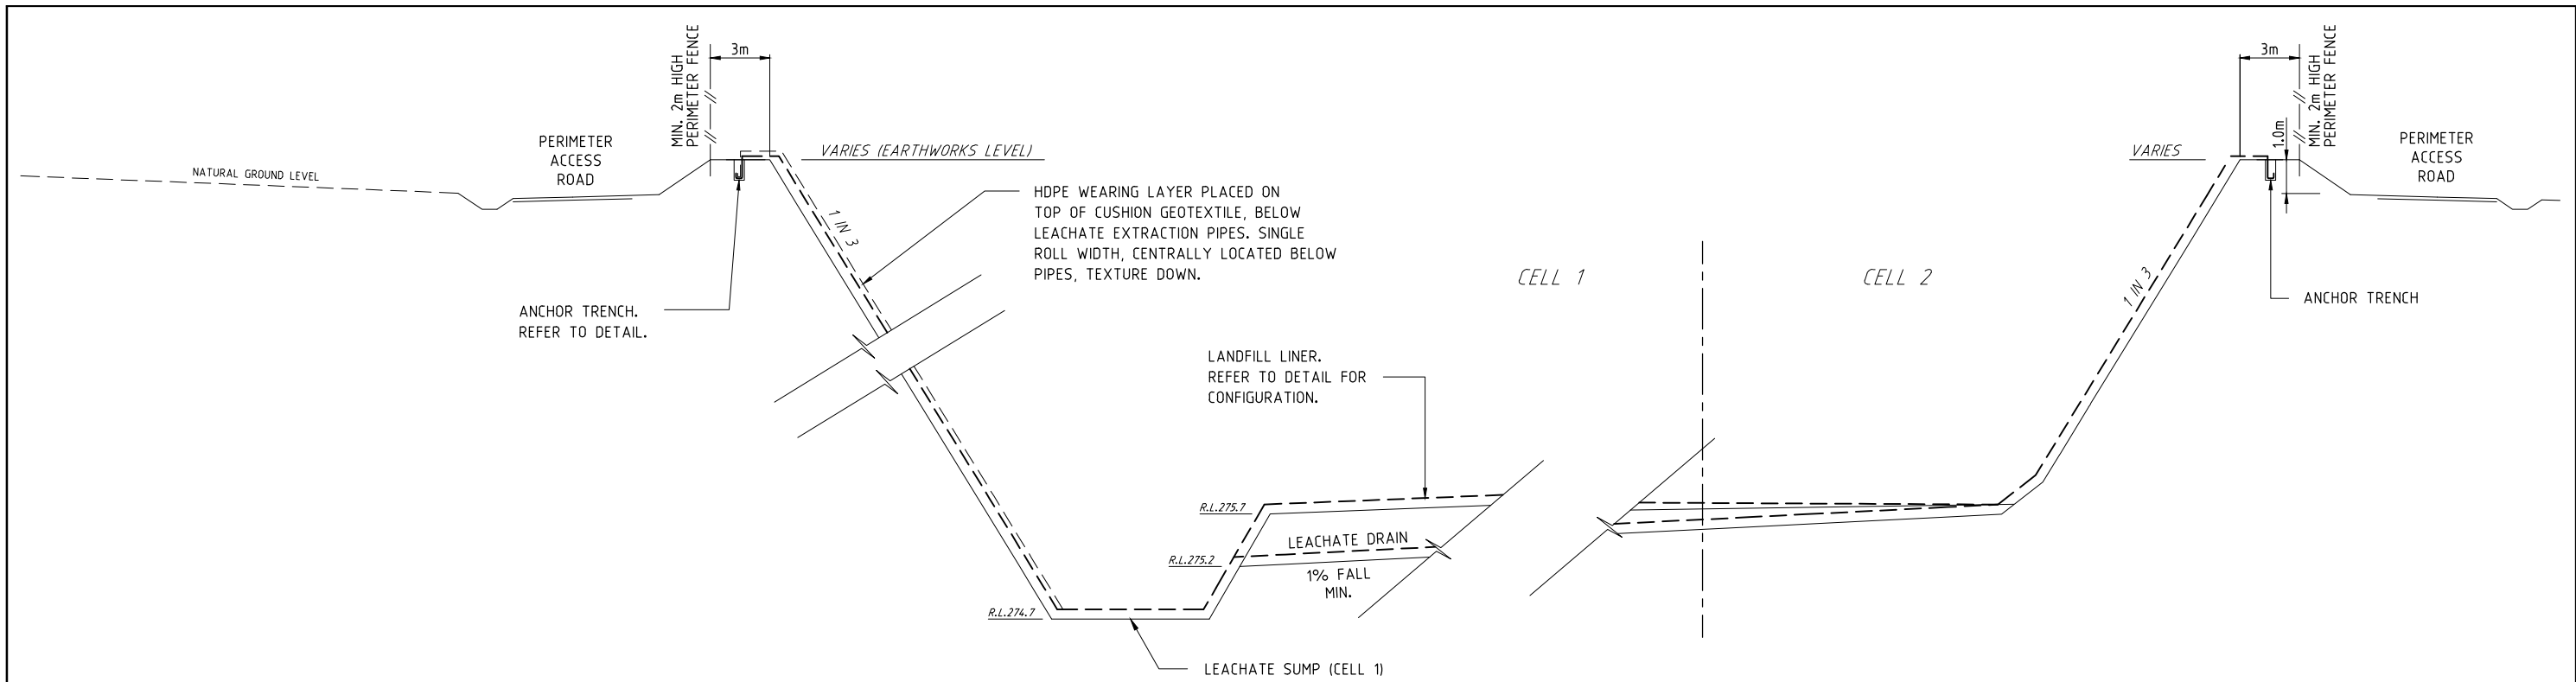 MIN. 2m HIGH
PERIMETER FENCE
3m
PERIMETER
ACCESS
ROAD
NATURAL GROUND LEVEL
VARIES (EARTHWORKS LEVEL)
1 IN 3
HDPE WEARING LAYER PLACED ON
TOP OF CUSHION GEOTEXTILE, BELOW
LEACHATE EXTRACTION PIPES. SINGLE
ROLL WIDTH, CENTRALLY LOCATED BELOW
PIPES, TEXTURE DOWN.
ANCHOR TRENCH.
REFER TO DETAIL.
LANDFILL LINER.
REFER TO DETAIL FOR
CONFIGURATION.
R.L.275.7
LEACHATE DRAIN
R.L.275.2
1% FALL
MIN.
R.L.274.7
LEACHATE SUMP (CELL 1)
CELL 1
CELL 2
3m
MIN. 2m HIGH
PERIMETER FENCE
1.0m
VARIES
PERIMETER
ACCESS
ROAD
1 IN 3
ANCHOR TRENCH